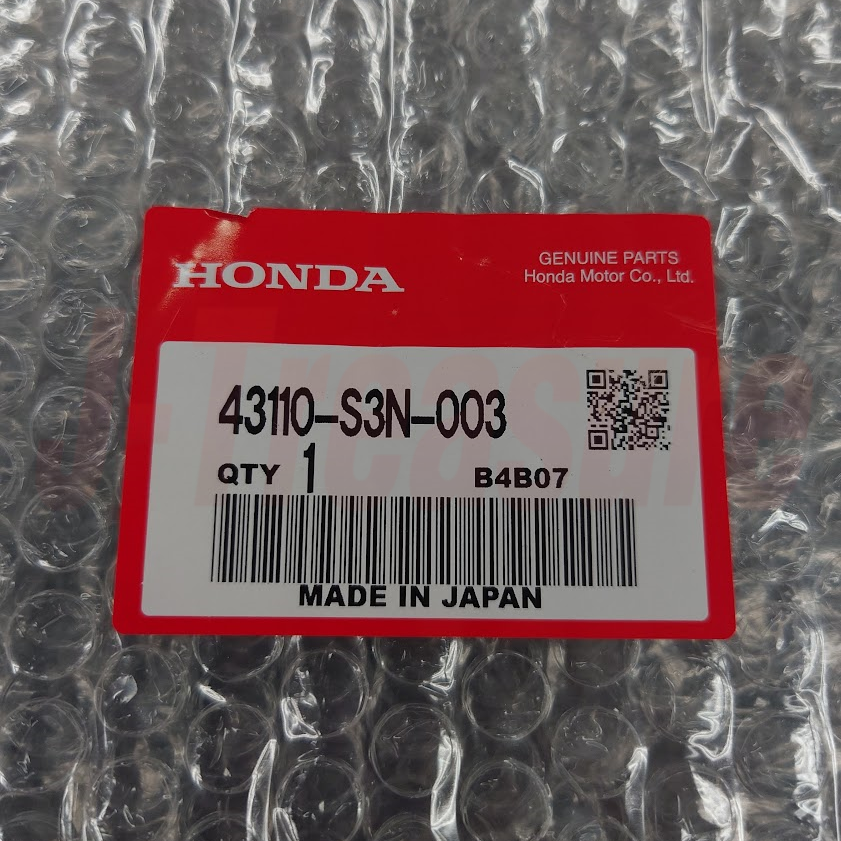 HONDA
GENUINE PARTS
Honda Motor Co., Ltd.
43110-S3N-003
QTY 1 B4B07
MADE IN JAPAN